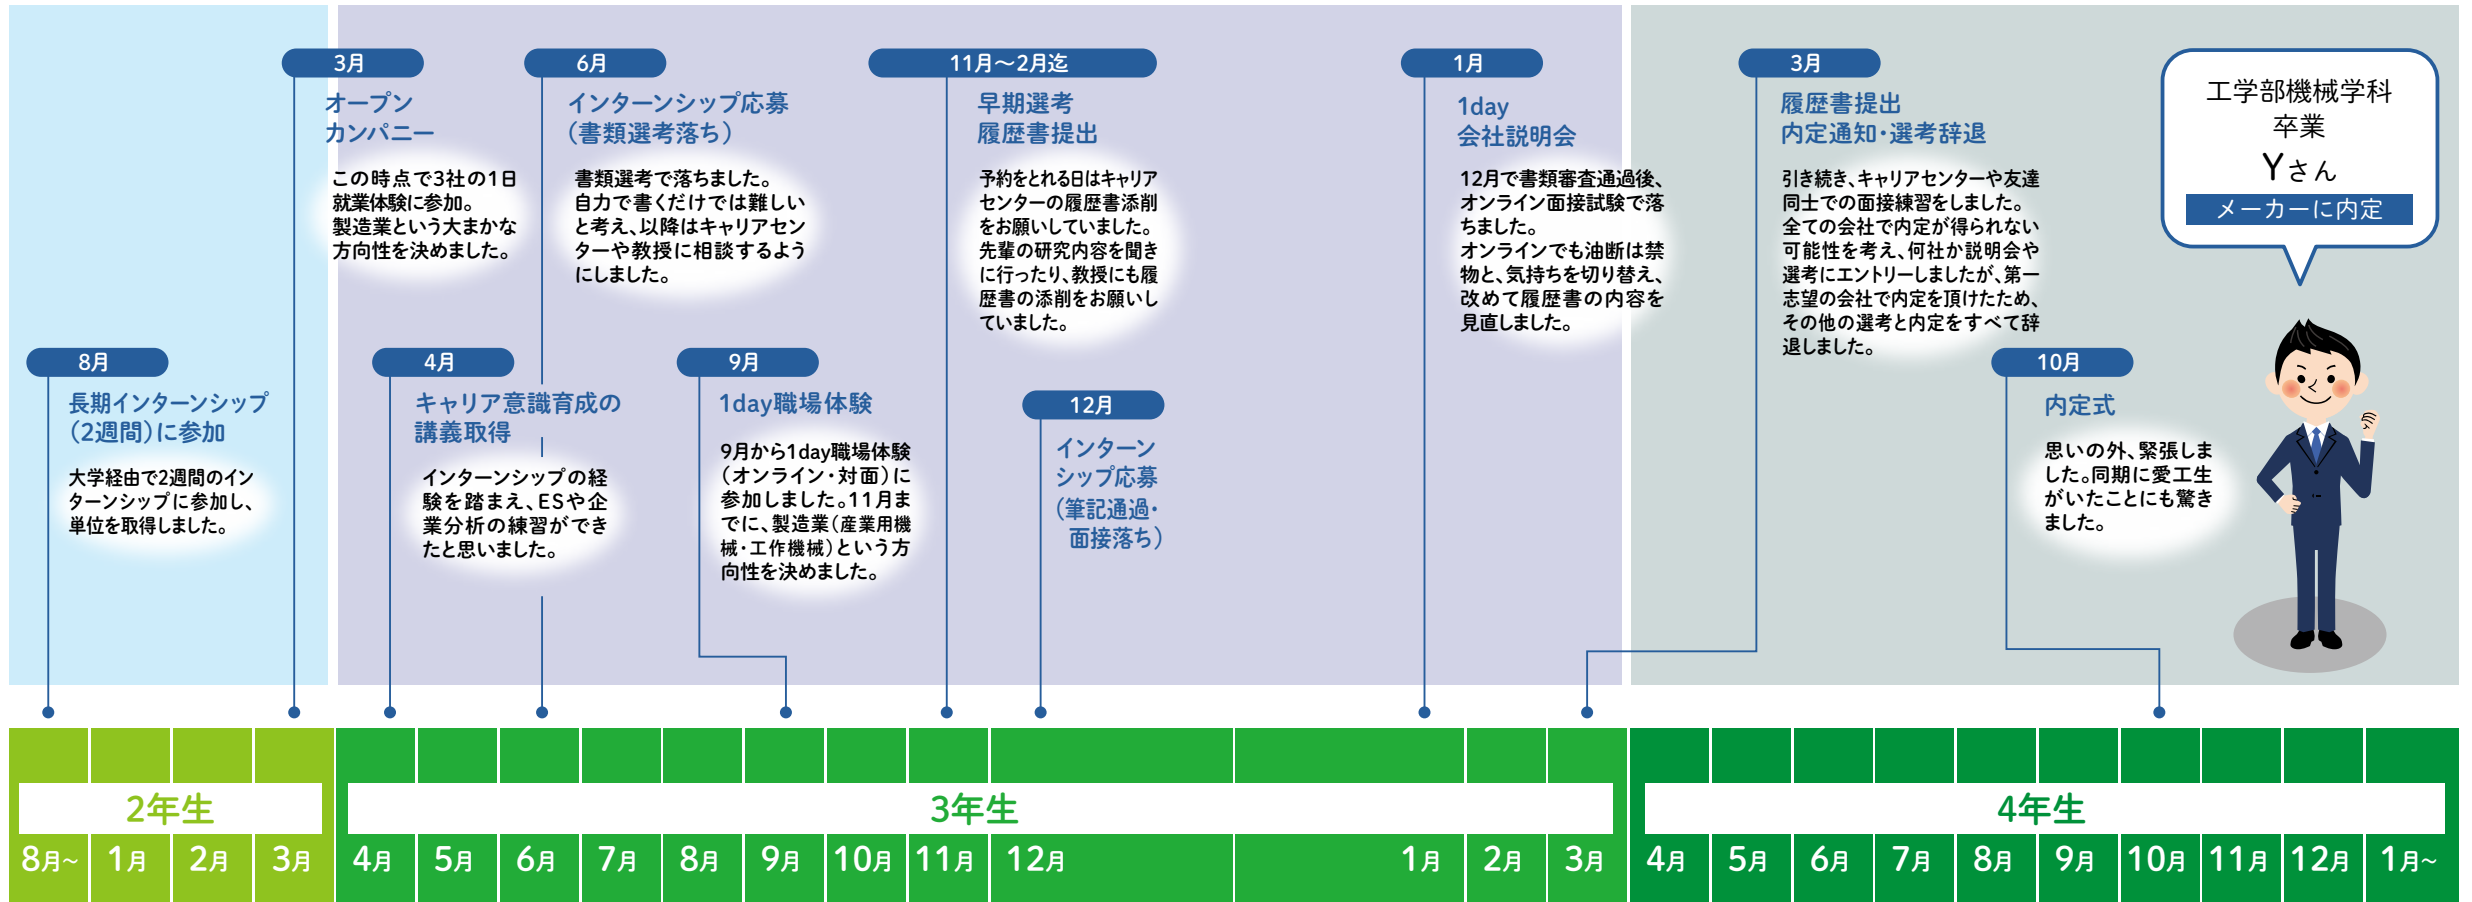 8月
長期インターンシップ
（2週間）に参加
大学経由で2週間のイン
ターンシップに参加し、
単位を取得しました。
3月
オープン
カンパニー
この時点で3社の1日
就業体験に参加。
製造業という大まかな
方向性を決めました。
4月
キャリア意識育成の
講義取得
インターンシップの経
験を踏まえ、ESや企
業分析の練習ができ
たと思いました。
6月
インターンシップ応募
（書類選考落ち）
書類選考で落ちました。
自力で書くだけでは難しい
と考え、以降はキャリアセン
ターや教授に相談するよう
にしました。
9月
1day職場体験
9月から1day職場体験
（オンライン・対面）に
参加しました。11月ま
でに、製造業（産業用機
械・工作機械）という方
向性を決めました。
11月～2月迄
早期選考
履歴書提出
予約をとれる日はキャリア
センターの履歴書添削
をお願いしていました。
先輩の研究内容を聞き
に行ったり、教授にも履
歴書の添削をお願いし
ていました。
12月
インターン
シップ応募
（筆記通過・
面接落ち）
1月
1day
会社説明会
12月で書類審査通過後、
オンライン面接試験で落
ちました。
オンラインでも油断は禁
物と、気持ちを切り替え、
改めて履歴書の内容を
見直しました。
3月
履歴書提出
内定通知・選考辞退
引き続き、キャリアセンターや友達
同士での面接練習をしました。
全ての会社で内定が得られない
可能性を考え、何社か説明会や
選考にエントリーしましたが、第一
志望の会社で内定を頂けたため、
その他の選考と内定をすべて辞
退しました。
10月
内定式
思いの外、緊張しま
した。同期に愛工生
がいたことにも驚き
ました。
工学部機械学科
卒業
Yさん
メーカーに内定
2年生
8月～ 1月 2月 3月
3年生
4月 5月 6月 7月 8月 9月 10月 11月 12月 1月 2月 3月
4年生
4月 5月 6月 7月 8月 9月 10月 11月 12月 1月～